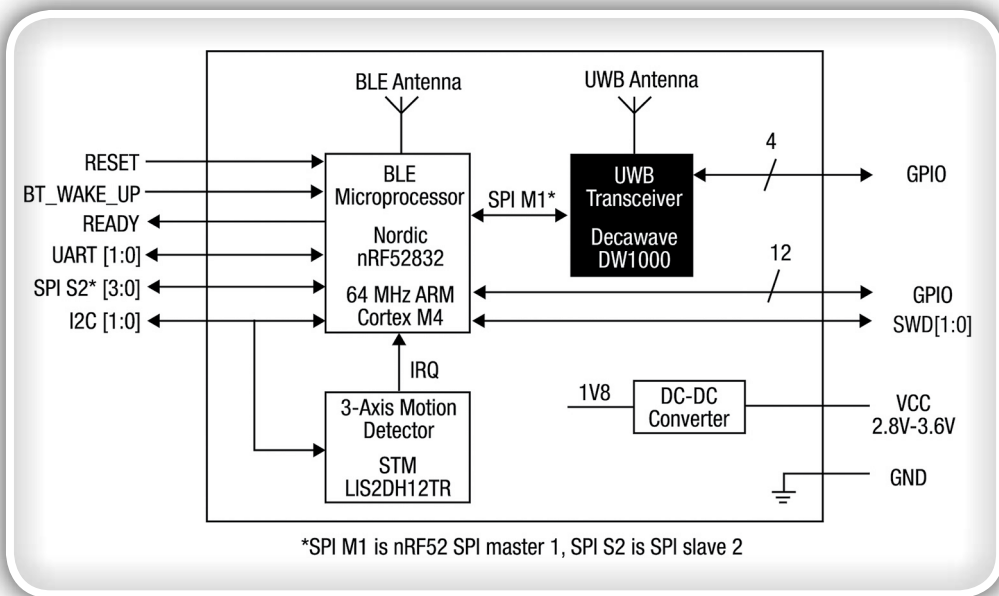 BLE Antenna
UWB Antenna
RESET
BT_WAKE_UP
READY
UART [1:0]
SPI S2* [3:0]
I2C [1:0]
BLE
Microprocessor
Nordic
nRF52832
64 MHz ARM
Cortex M4
SPI M1*
UWB
Transceiver
Decawave
DW1000
4
GPIO
12
GPIO
SWD[1:0]
IRQ
3-Axis Motion
Detector
STM
LIS2DH12TR
1V8
DC-DC
Converter
VCC
2.8V-3.6V
GND
*SPI M1 is nRF52 SPI master 1, SPI S2 is SPI slave 2